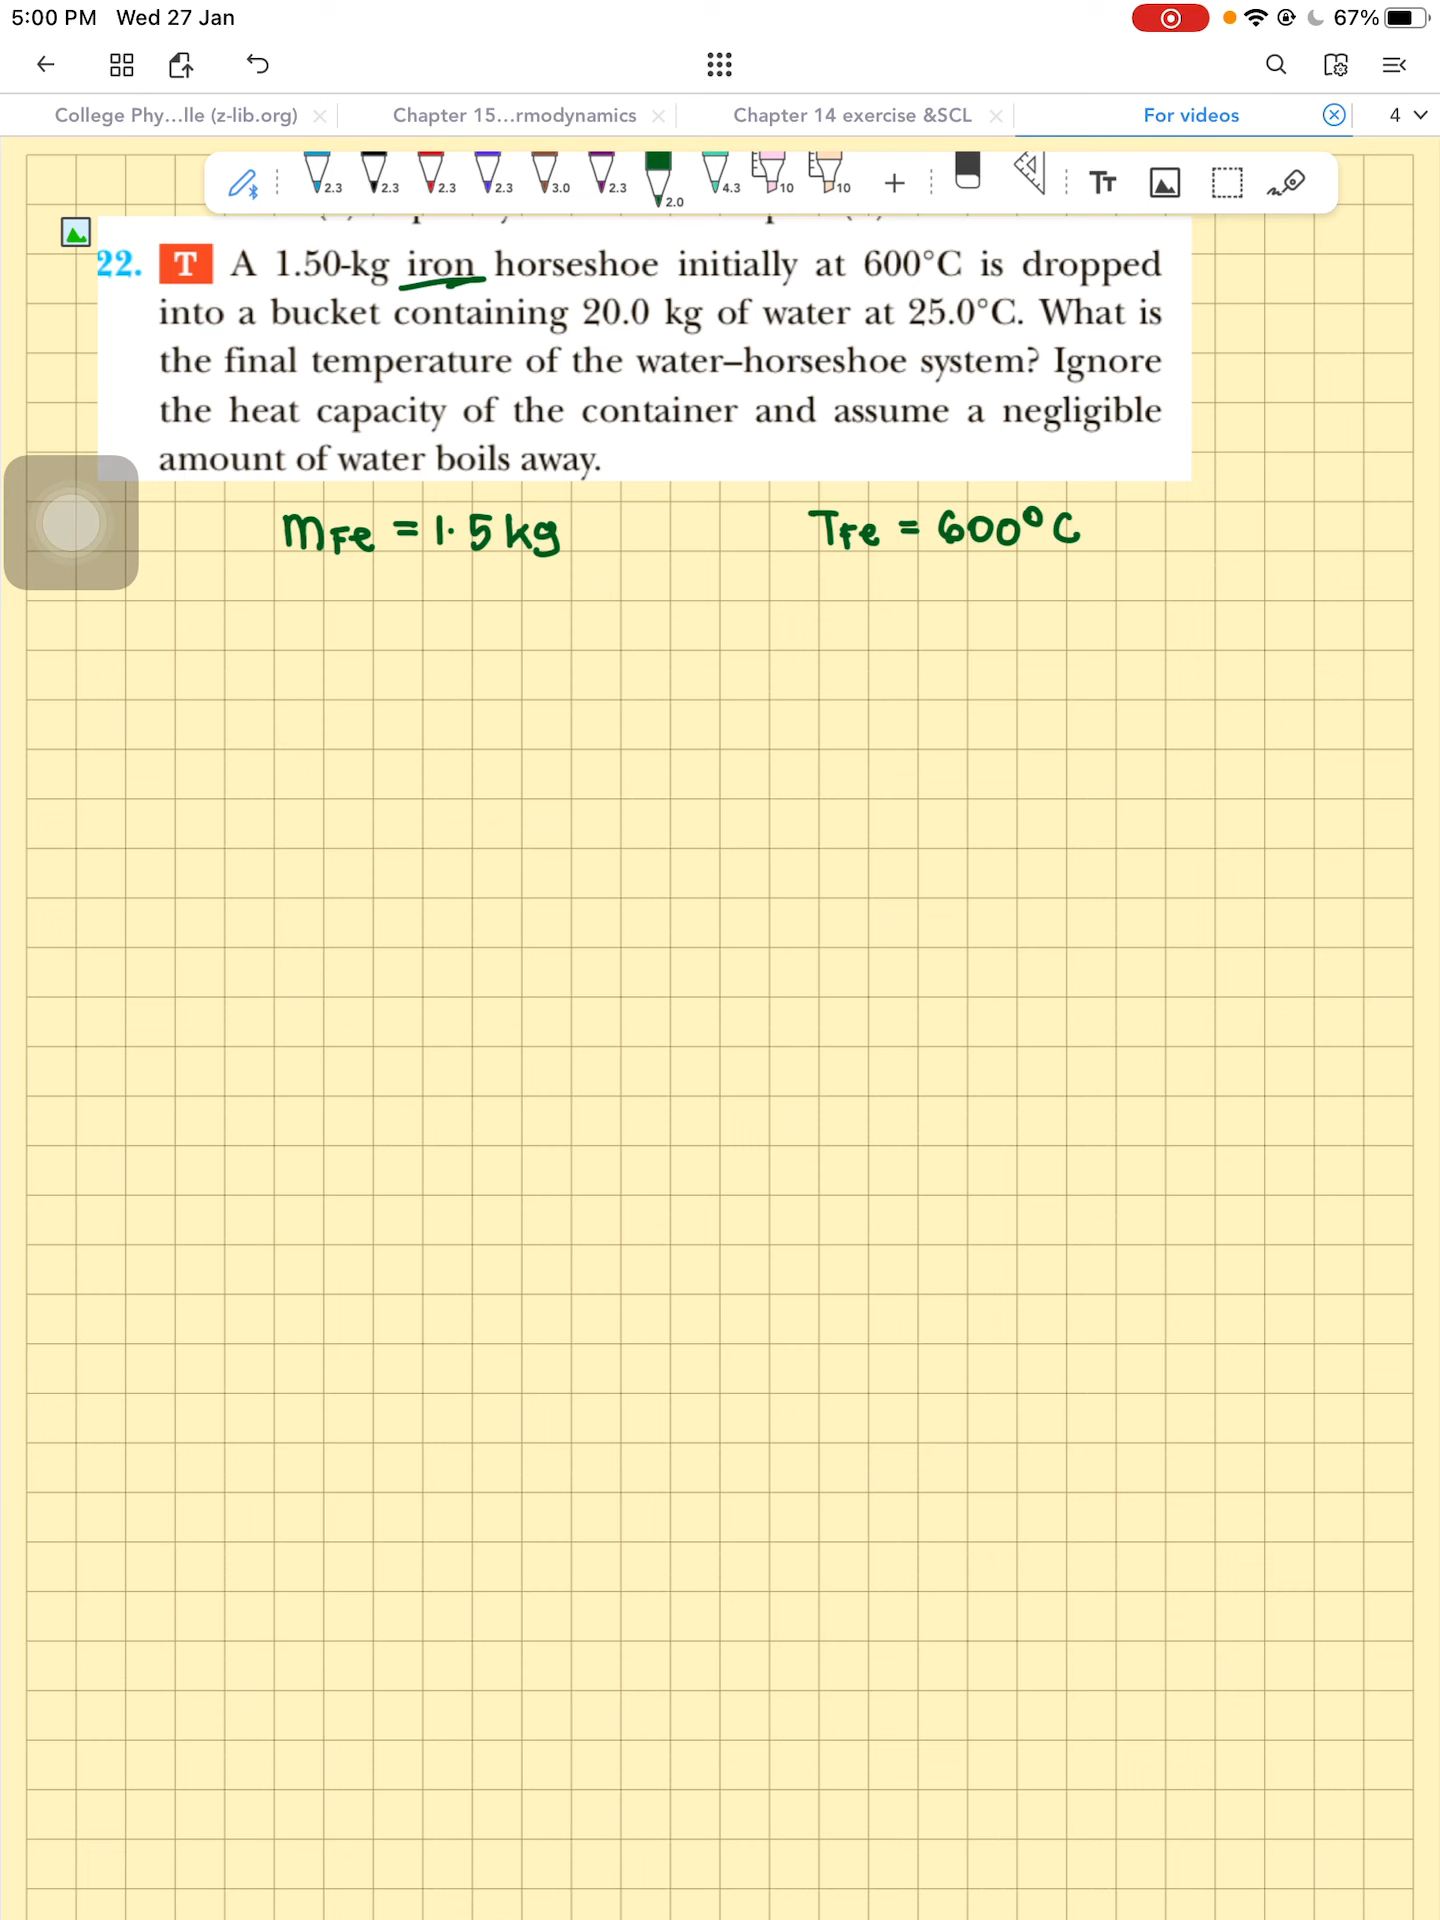 5:00 PM Wed 27 Jan 67%
College Phy...lle (z-lib.org) Chapter 15...rmodynamics Chapter 14 exercise &SCL For videos 4
2.3 2.3 2.3 2.3 3.0 2.3 2.0 4.3 10 10 Tт
22. T A 1.50-kg iron horseshoe initially at 600°C is dropped
into a bucket containing 20.0 kg of water at 25.0°C. What is
the final temperature of the water–horseshoe system? Ignore
the heat capacity of the container and assume a negligible
amount of water boils away.
mFe = 1.5 kg TFe = 600°C